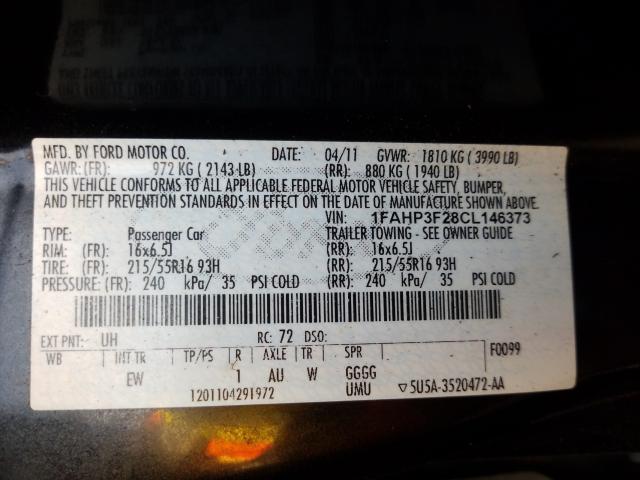 MFD. BY FORD MOTOR CO. DATE: 04/11 GVWR: 1810 KG ( 3990 LB)
GAWR: (FR): 972 KG ( 2143 LB) (RR): 880 KG ( 1940 LB)
THIS VEHICLE CONFORMS TO ALL APPLICABLE FEDERAL MOTOR VEHICLE SAFETY, BUMPER,
AND THEFT PREVENTION STANDARDS IN EFFECT ON THE DATE OF MANUFACTURE SHOWN ABOVE.
VIN: 1FAHP3F28CL146373
TYPE: Passenger Car TRAILER TOWING - SEE OWNER GUIDE
RIM: (FR) 16x6.5J (RR): 16x6.5J
TIRE: (FR) 215/55R16 93H (RR): 215/55R16 93H
PRESSURE: (FR) 240 kPa/ 35 PSI COLD (RR): 240 kPa/ 35 PSI COLD
EXT PNT: UH RC: 72 DSO:
WB INT TR TP/PS R AXLE TR SPR F0099
EW 1 AU W GGGG
1201104291972 UMU ▽5U5A-3520472-AA